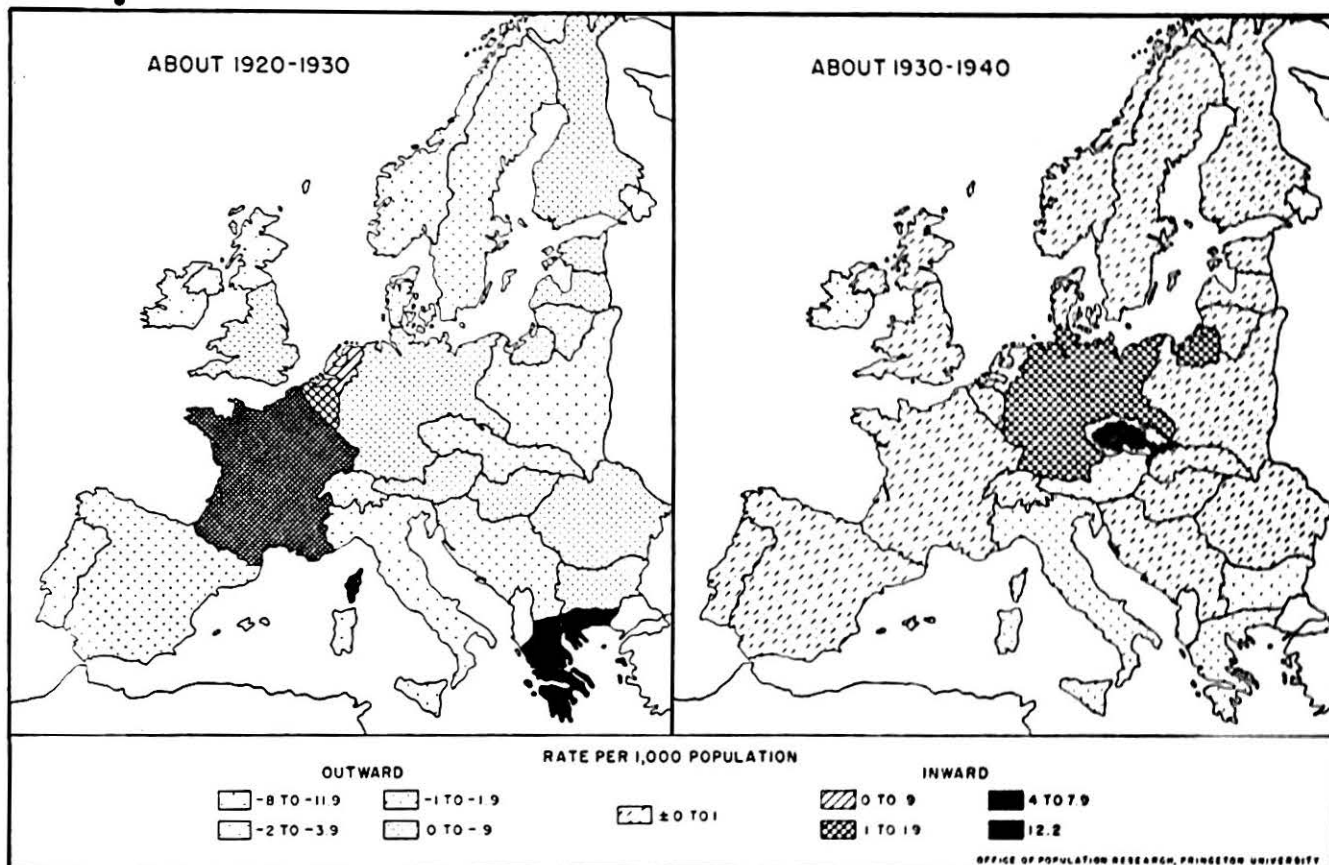 ABOUT 1920-1930
ABOUT 1930-1940
RATE PER 1,000 POPULATION
OUTWARD
INWARD
-8 TO -11.9
-1 TO -1.9
-2 TO -3.9
0 TO -.9
± 0 TO 1
0 TO 9
4 TO 7.9
1 TO 1.9
12.2
OFFICE OF POPULATION RESEARCH, PRINCETON UNIVERSITY